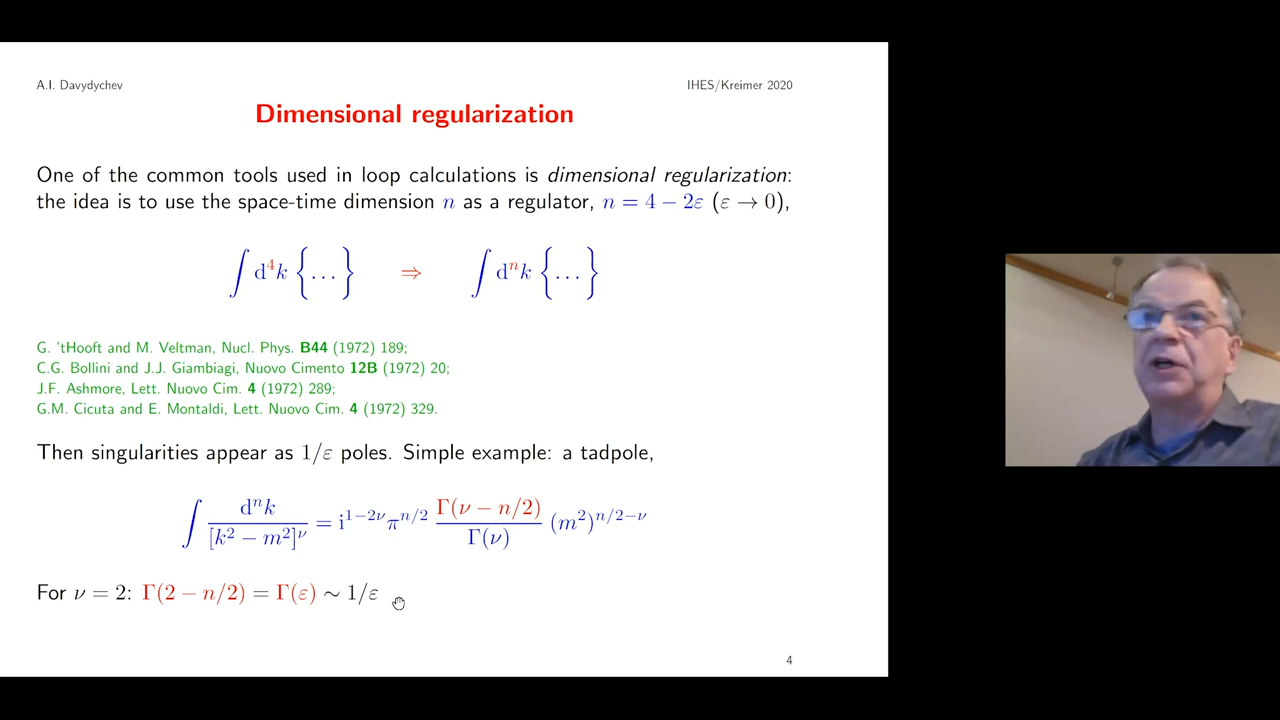 A.I. Davydychev IHES/Kreimer 2020
Dimensional regularization
One of the common tools used in loop calculations is dimensional regularization:
the idea is to use the space-time dimension n as a regulator, n = 4 − 2ε (ε → 0),
∫ d⁴k {...} ⇒ ∫ dⁿk {...}
G. 'tHooft and M. Veltman, Nucl. Phys. B44 (1972) 189;
C.G. Bollini and J.J. Giambiagi, Nuovo Cimento 12B (1972) 20;
J.F. Ashmore, Lett. Nuovo Cim. 4 (1972) 289;
G.M. Cicuta and E. Montaldi, Lett. Nuovo Cim. 4 (1972) 329.
Then singularities appear as 1/ε poles. Simple example: a tadpole,
∫ dⁿk / [k² − m²]^ν = i^{1−2ν} π^{n/2} Γ(ν − n/2) / Γ(ν) (m²)^{n/2−ν}
For ν = 2: Γ(2 − n/2) = Γ(ε) ∼ 1/ε
4